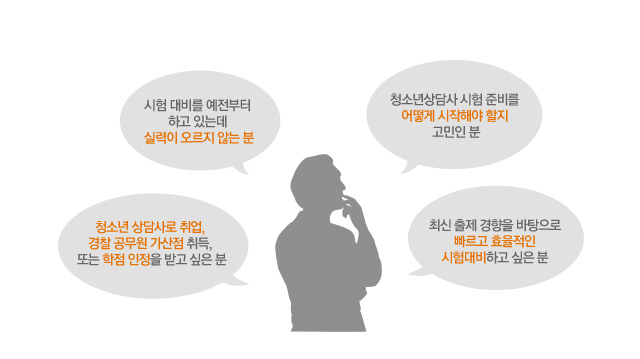 시험 대비를 예전부터
하고 있는데
실력이 오르지 않는 분
청소년상담사 시험 준비를
어떻게 시작해야 할지
고민인 분
청소년 상담사로 취업,
경찰 공무원 가산점 취득,
또는 학점 인정을 받고 싶은 분
최신 출제 경향을 바탕으로
빠르고 효율적인
시험대비하고 싶은 분